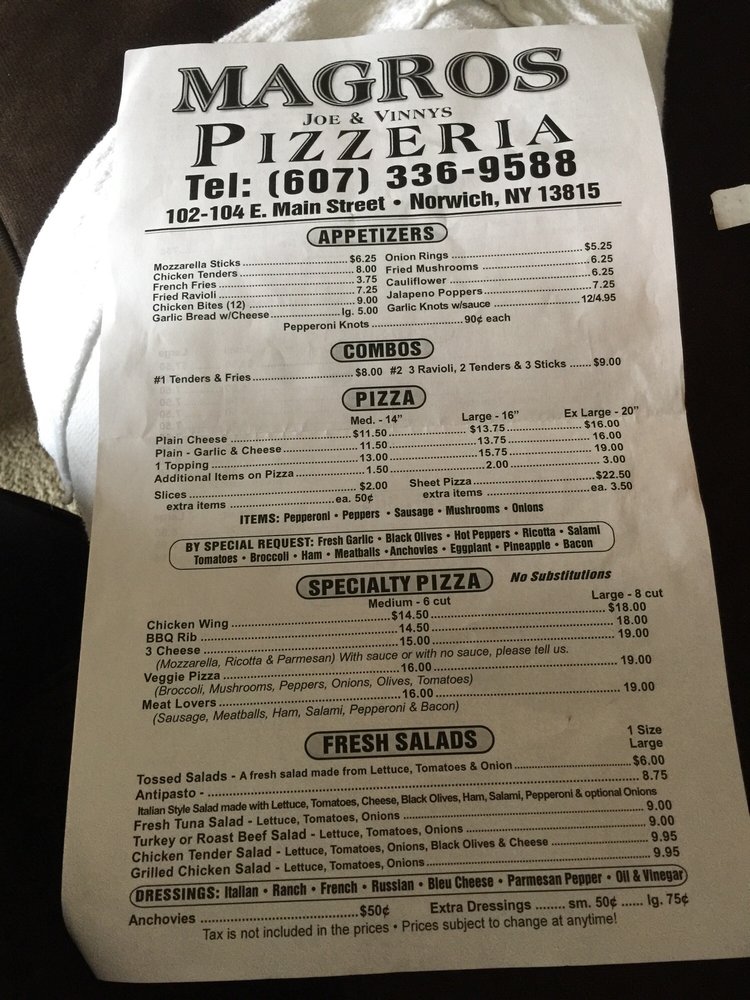 MAGROS
JOE & VINNYS
PIZZERIA
Tel: (607) 336-9588
102-104 E. Main Street • Norwich, NY 13815
APPETIZERS
Mozzarella Sticks ........ $6.25
Chicken Tenders ........ 8.00
French Fries ........ 3.75
Fried Ravioli ........ 7.25
Chicken Bites (12) ........ 9.00
Garlic Bread w/Cheese ........ lg. 5.00
Onion Rings ........ $5.25
Fried Mushrooms ........ 6.25
Cauliflower ........ 6.25
Jalapeno Poppers ........ 7.25
Garlic Knots w/sauce ........ 12/4.95
Pepperoni Knots ........ 90¢ each
COMBOS
#1 Tenders & Fries ........ $8.00 #2 3 Ravioli, 2 Tenders & 3 Sticks ...... $9.00
PIZZA
Med. - 14" Large - 16" Ex Large - 20"
Plain Cheese ........ $11.50 ........ $13.75 ........ $16.00
Plain - Garlic & Cheese ........ 11.50 ........ 13.75 ........ 16.00
1 Topping ........ 13.00 ........ 15.75 ........ 19.00
Additional Items on Pizza ........ 1.50 ........ 2.00 ........ 3.00
Slices ........ $2.00 Sheet Pizza ........ $22.50
extra items ........ ea. 50¢ extra items ........ ea. 3.50
ITEMS: Pepperoni • Peppers • Sausage • Mushrooms • Onions
BY SPECIAL REQUEST: Fresh Garlic • Black Olives • Hot Peppers • Ricotta • Salami
Tomatoes • Broccoli • Ham • Meatballs • Anchovies • Eggplant • Pineapple • Bacon
SPECIALTY PIZZA No Substitutions
Medium - 6 cut Large - 8 cut
Chicken Wing ........ $14.50 ........ $18.00
BBQ Rib ........ 14.50 ........ 18.00
3 Cheese ........ 15.00 ........ 19.00
(Mozzarella, Ricotta & Parmesan) With sauce or with no sauce, please tell us.
Veggie Pizza ........ 16.00 ........ 19.00
(Broccoli, Mushrooms, Peppers, Onions, Olives, Tomatoes)
Meat Lovers ........ 16.00 ........ 19.00
(Sausage, Meatballs, Ham, Salami, Pepperoni & Bacon)
FRESH SALADS
1 Size
Large
Tossed Salads - A fresh salad made from Lettuce, Tomatoes & Onion ........ $6.00
Antipasto - ........ 8.75
Italian Style Salad made with Lettuce, Tomatoes, Cheese, Black Olives, Ham, Salami, Pepperoni & optional Onions
Fresh Tuna Salad - Lettuce, Tomatoes, Onions ........ 9.00
Turkey or Roast Beef Salad - Lettuce, Tomatoes, Onions ........ 9.00
Chicken Tender Salad - Lettuce, Tomatoes, Onions, Black Olives & Cheese ........ 9.95
Grilled Chicken Salad - Lettuce, Tomatoes, Onions ........ 9.95
DRESSINGS: Italian • Ranch • French • Russian • Bleu Cheese • Parmesan Pepper • Oil & Vinegar
Anchovies ........ $50¢ Extra Dressings ........ sm. 50¢ ...... lg. 75¢
Tax is not included in the prices • Prices subject to change at anytime!